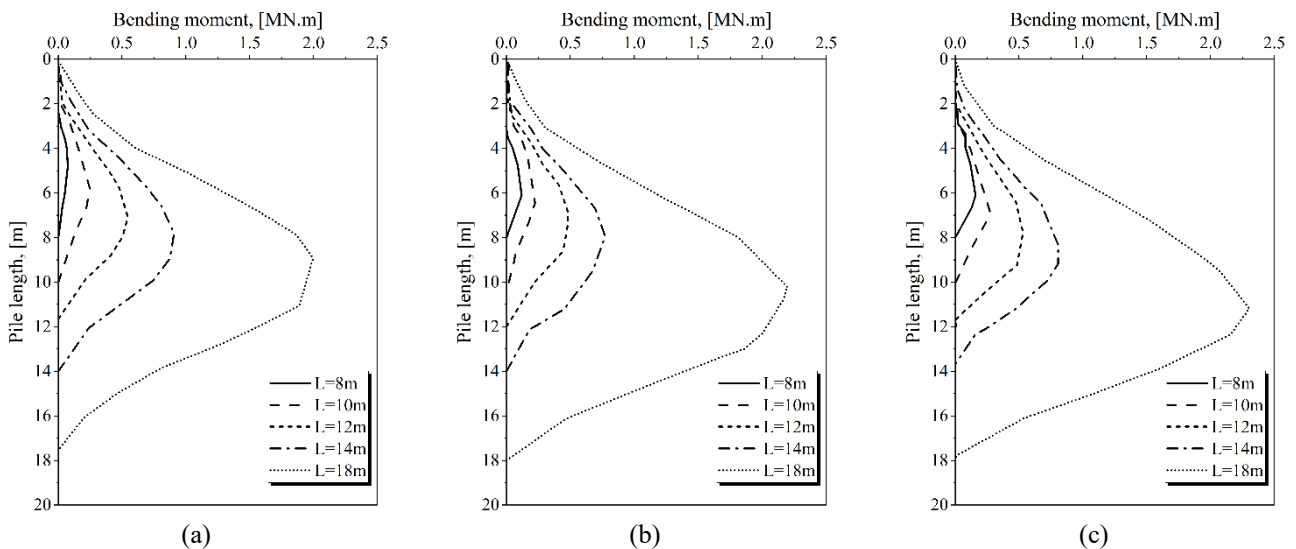 Bending moment, [MN.m]
0.0 0.5 1.0 1.5 2.0 2.5
0
2
4
6
8
10
12
14
16
18
20
Pile length, [m]
L=8m
L=10m
L=12m
L=14m
L=18m
(a)
Bending moment, [MN.m]
0.0 0.5 1.0 1.5 2.0 2.5
0
2
4
6
8
10
12
14
16
18
20
Pile length, [m]
L=8m
L=10m
L=12m
L=14m
L=18m
(b)
Bending moment, [MN.m]
0.0 0.5 1.0 1.5 2.0 2.5
0
2
4
6
8
10
12
14
16
18
20
Pile length, [m]
L=8m
L=10m
L=12m
L=14m
L=18m
(c)